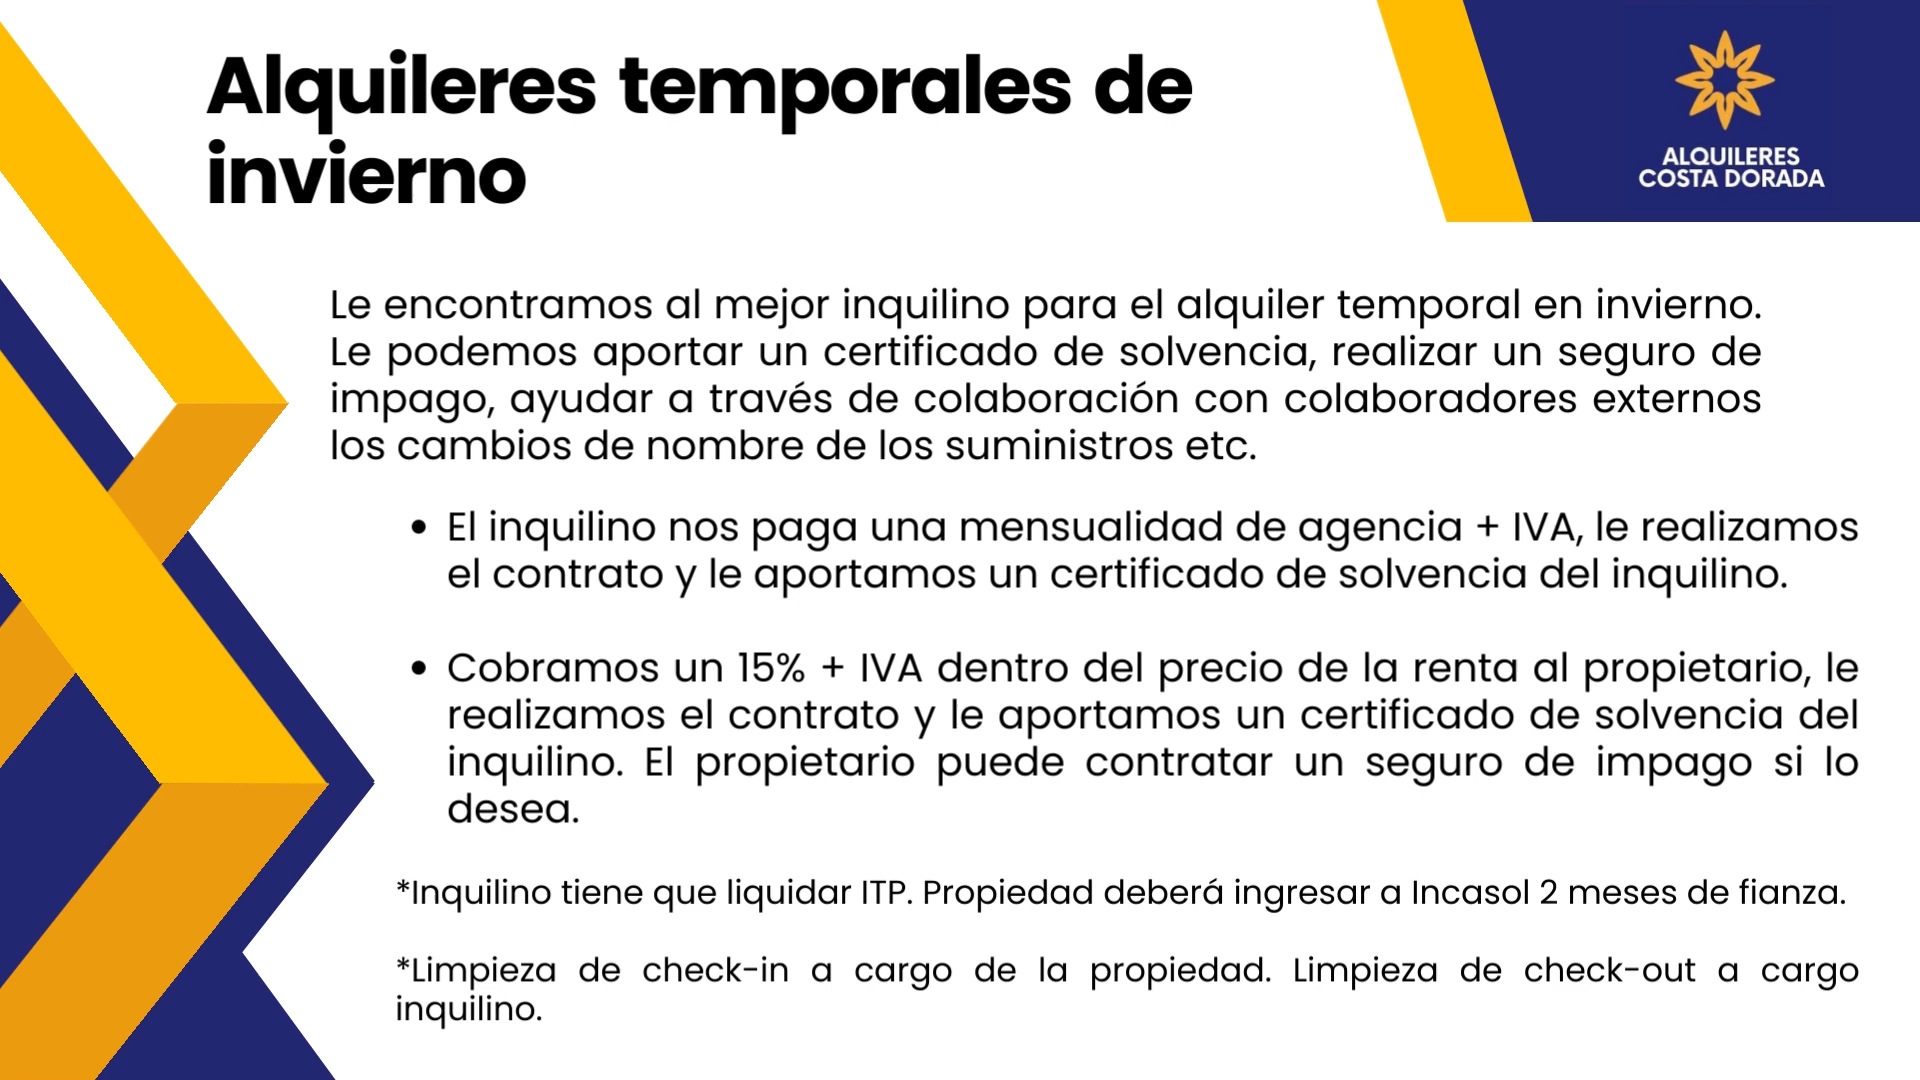 Alquileres temporales de
invierno
ALQUILERES
COSTA DORADA
Le encontramos al mejor inquilino para el alquiler temporal en invierno.
Le podemos aportar un certificado de solvencia, realizar un seguro de
impago, ayudar a través de colaboración con colaboradores externos
los cambios de nombre de los suministros etc.
• El inquilino nos paga una mensualidad de agencia + IVA, le realizamos
el contrato y le aportamos un certificado de solvencia del inquilino.
• Cobramos un 15% + IVA dentro del precio de la renta al propietario, le
realizamos el contrato y le aportamos un certificado de solvencia del
inquilino. El propietario puede contratar un seguro de impago si lo
desea.
*Inquilino tiene que liquidar ITP. Propiedad deberá ingresar a Incasol 2 meses de fianza.
*Limpieza de check-in a cargo de la propiedad. Limpieza de check-out a cargo
inquilino.